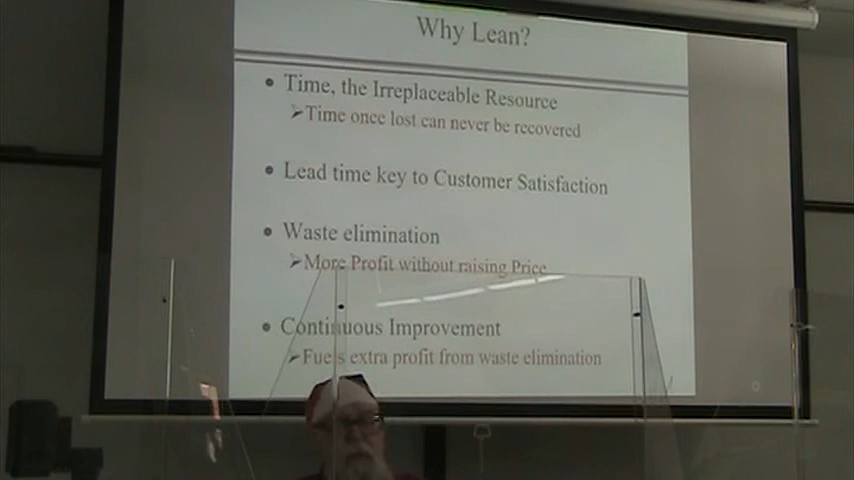 Why Lean?
• Time, the Irreplaceable Resource
➢Time once lost can never be recovered
• Lead time key to Customer Satisfaction
• Waste elimination
➢More Profit without raising Price
• Continuous Improvement
➢Fuels extra profit from waste elimination